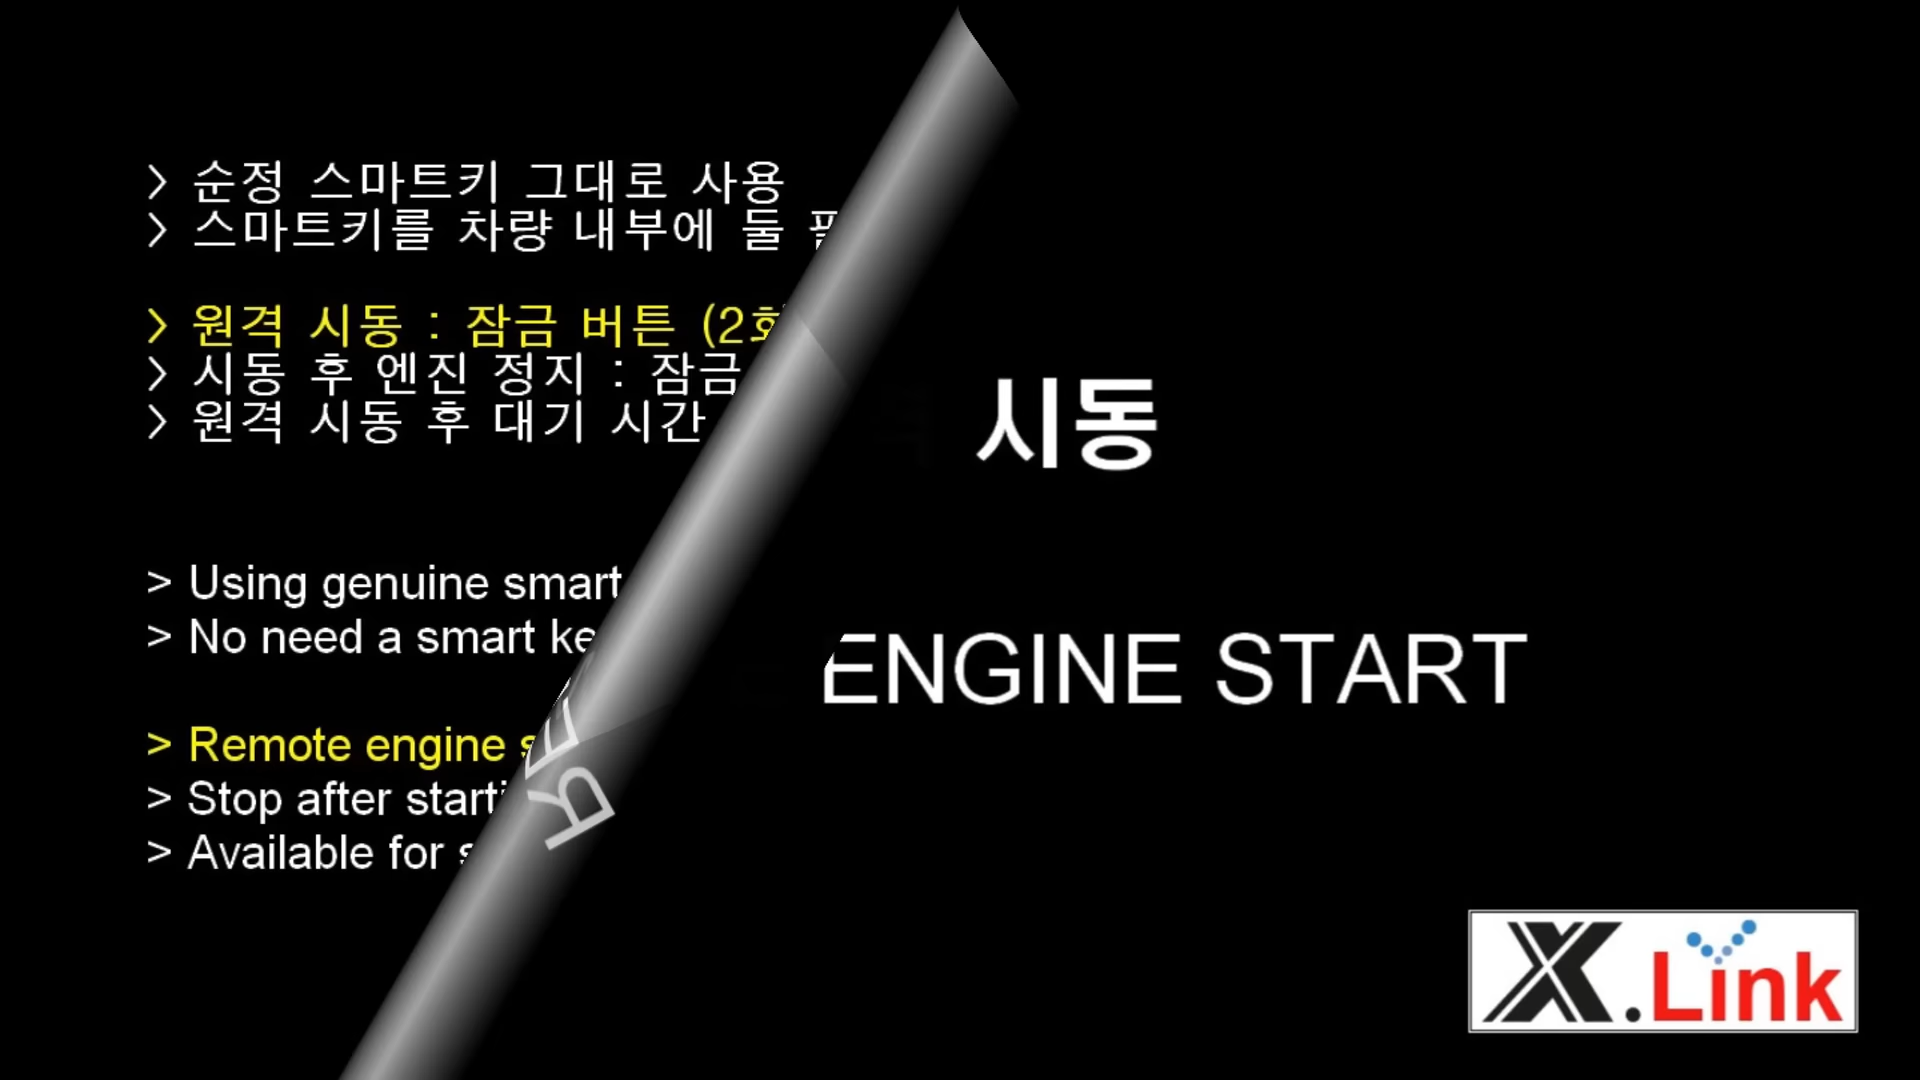 > 순정 스마트키 그대로 사용
> 스마트키를 차량 내부에 둘
> 원격 시동 : 잠금 버튼 (2회
> 시동 후 엔진 정지 : 잠금
> 원격 시동 후 대기 시간
시동
> Using genuine smart
> No need a smart ke
ENGINE START
> Remote engine s
> Stop after starti
> Available for s
X.Link